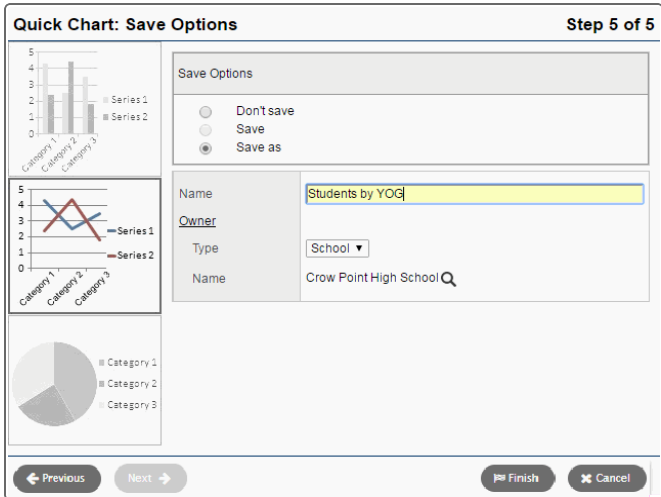 Quick Chart: Save Options
Step 5 of 5
5
4
3
2
1
0
Series 1
Series 2
Category 1
Category 2
Category 3
Save Options
Don't save
Save
Save as
5
4
3
2
1
0
Series 1
Series 2
Category 1
Category 2
Category 3
Name
Students by YOG
Owner
Type
School
Name
Crow Point High School
Category 1
Category 2
Category 3
Previous
Next
Finish
Cancel